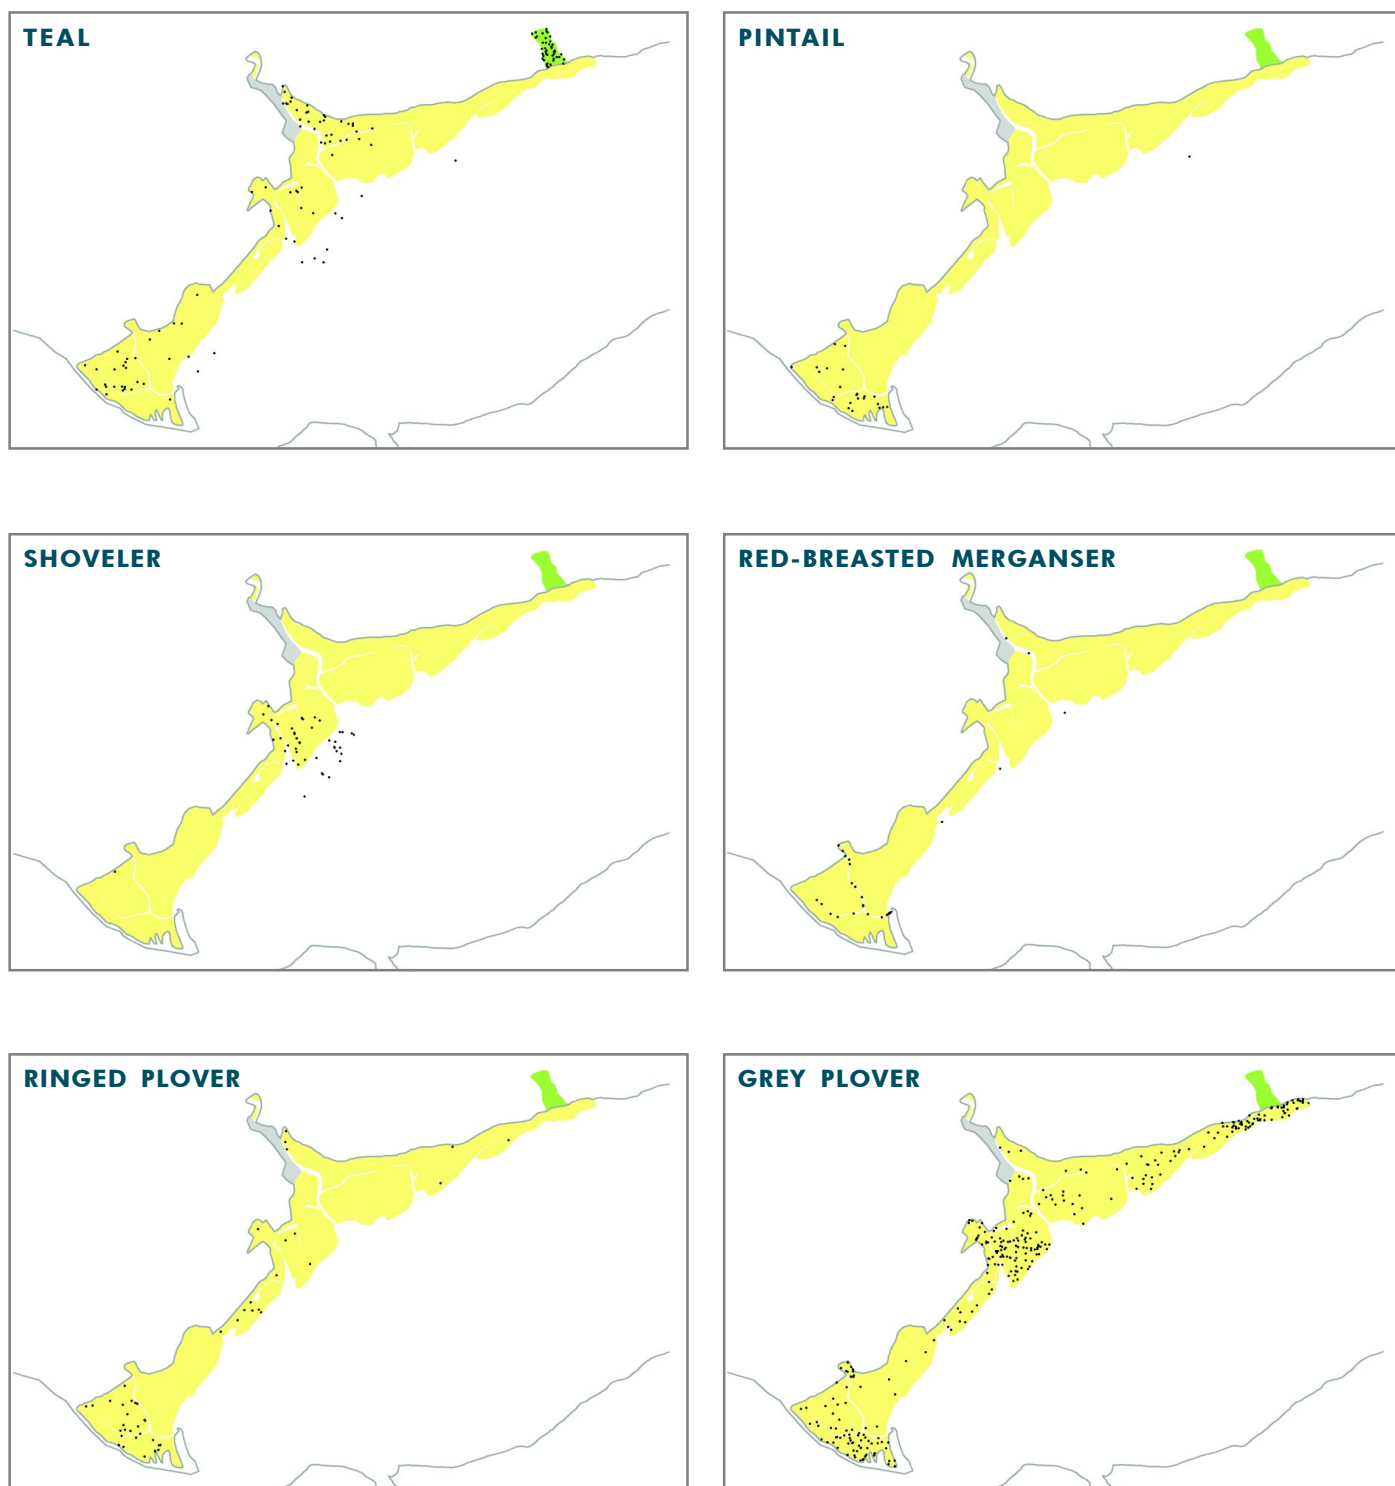 TEAL
PINTAIL
SHOVELER
RED-BREASTED MERGANSER
RINGED PLOVER
GREY PLOVER